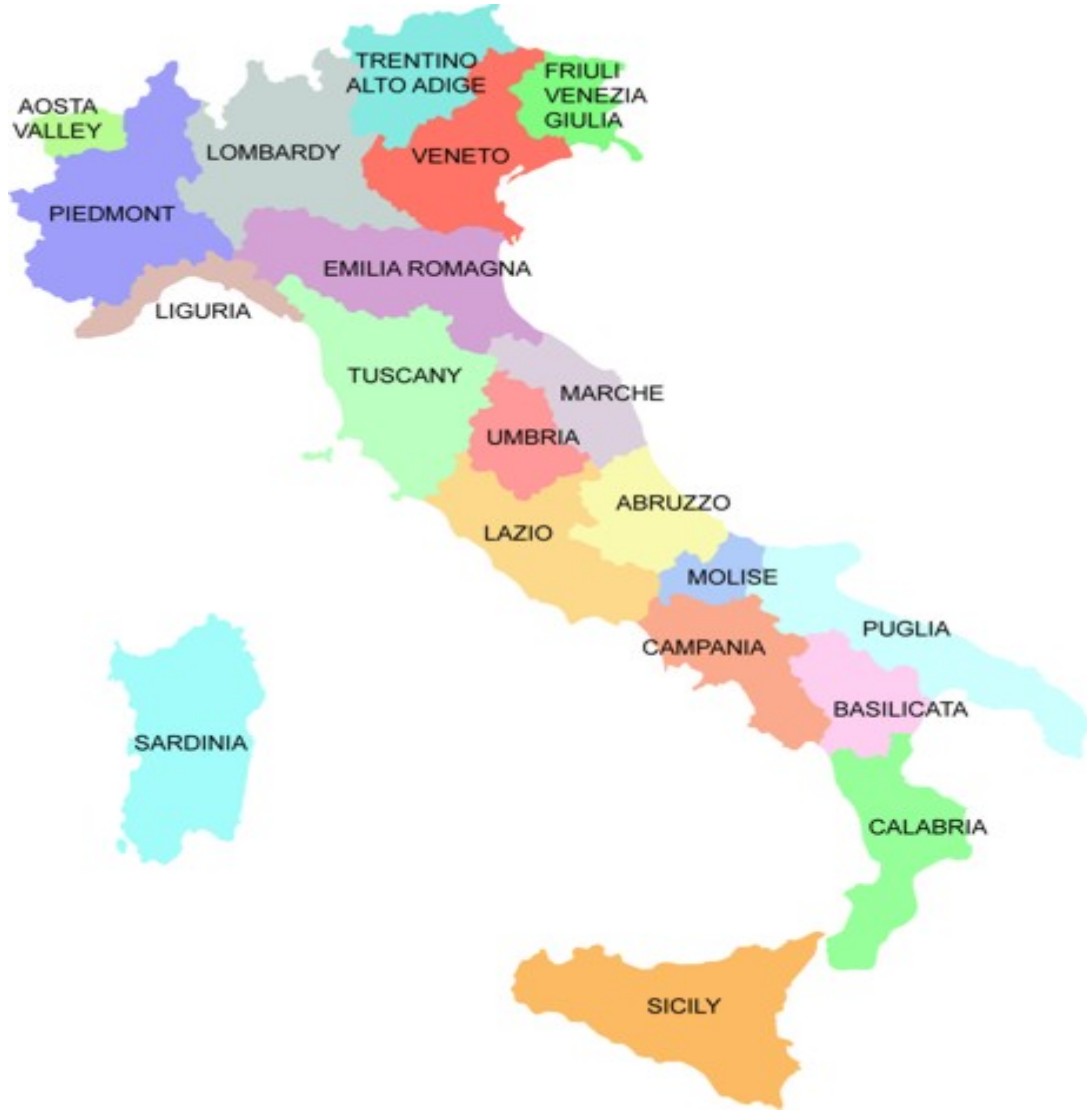 TRENTINO
ALTO ADIGE
FRIULI
VENEZIA
GIULIA
AOSTA
VALLEY
LOMBARDY
VENETO
PIEDMONT
EMILIA ROMAGNA
LIGURIA
TUSCANY
MARCHE
UMBRIA
ABRUZZO
LAZIO
MOLISE
PUGLIA
CAMPANIA
BASILICATA
SARDINIA
CALABRIA
SICILY